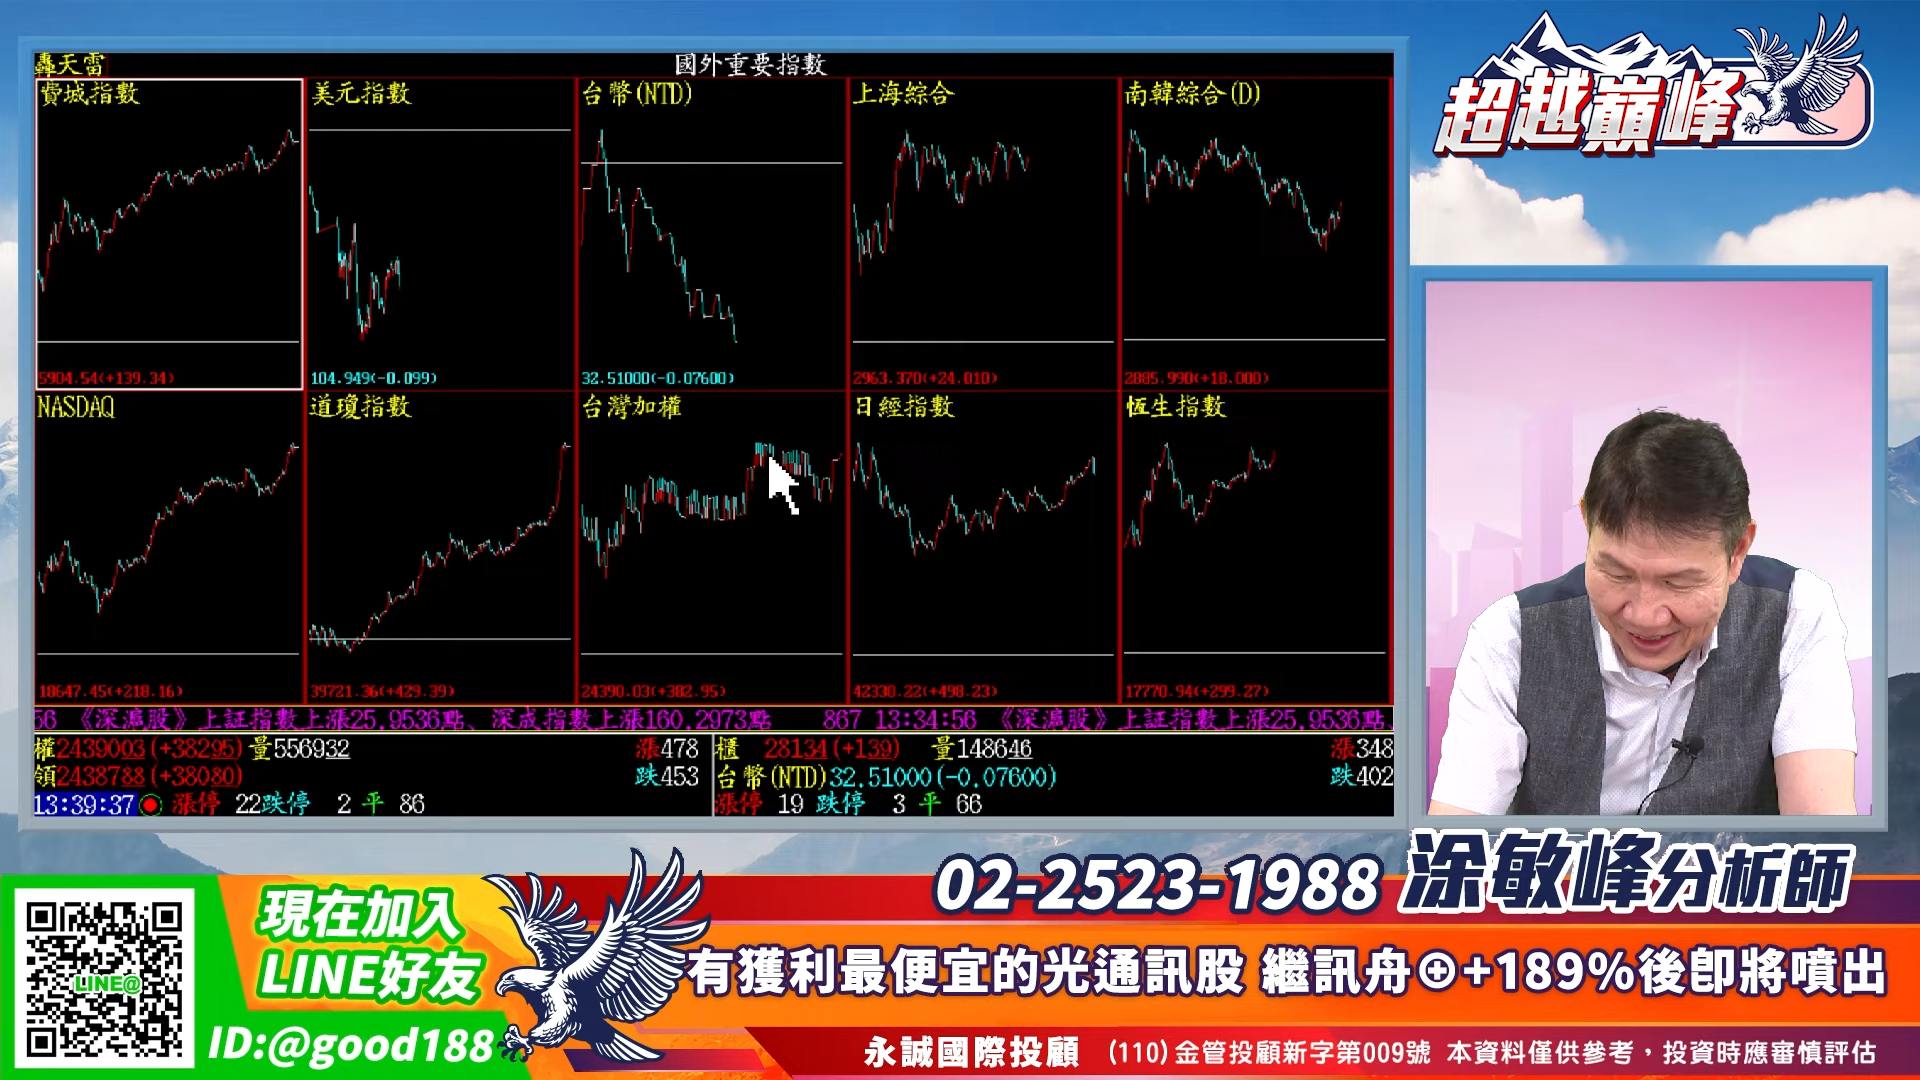 轟天雷
國外重要指數
費城指數
美元指數
台幣(NTD)
上海綜合
南韓綜合(D)
5904.54(+139.34)
104.949(-0.099)
32.51000(-0.07600)
2963.370(+24.010)
2885.990(+18.000)
NASDAQ
道瓊指數
台灣加權
日經指數
恆生指數
18647.45(+218.16)
39721.36(+429.39)
24390.03(+382.95)
42330.22(+498.23)
17770.94(+299.27)
56 《深滬股》上証指數上漲25.9536點、深成指數上漲160.2973點 867 13:34:56 《深滬股》上証指數上漲25.9536點、
權2439003(+38295) 量556932 漲478
領2438788(+38080) 跌453
13:39:37 漲停 22跌停 2 平 86
櫃 28134(+139) 量148646 漲348
台幣(NTD)32.51000(-0.07600) 跌402
漲停 19 跌停 3 平 66
超越巔峰
02-2523-1988 涂敏峰分析師
現在加入
LINE好友
LINE@
ID:@good188
有獲利最便宜的光通訊股 繼訊舟⊕+189%後即將噴出
永誠國際投顧 (110)金管投顧新字第009號 本資料僅供參考，投資時應審慎評估